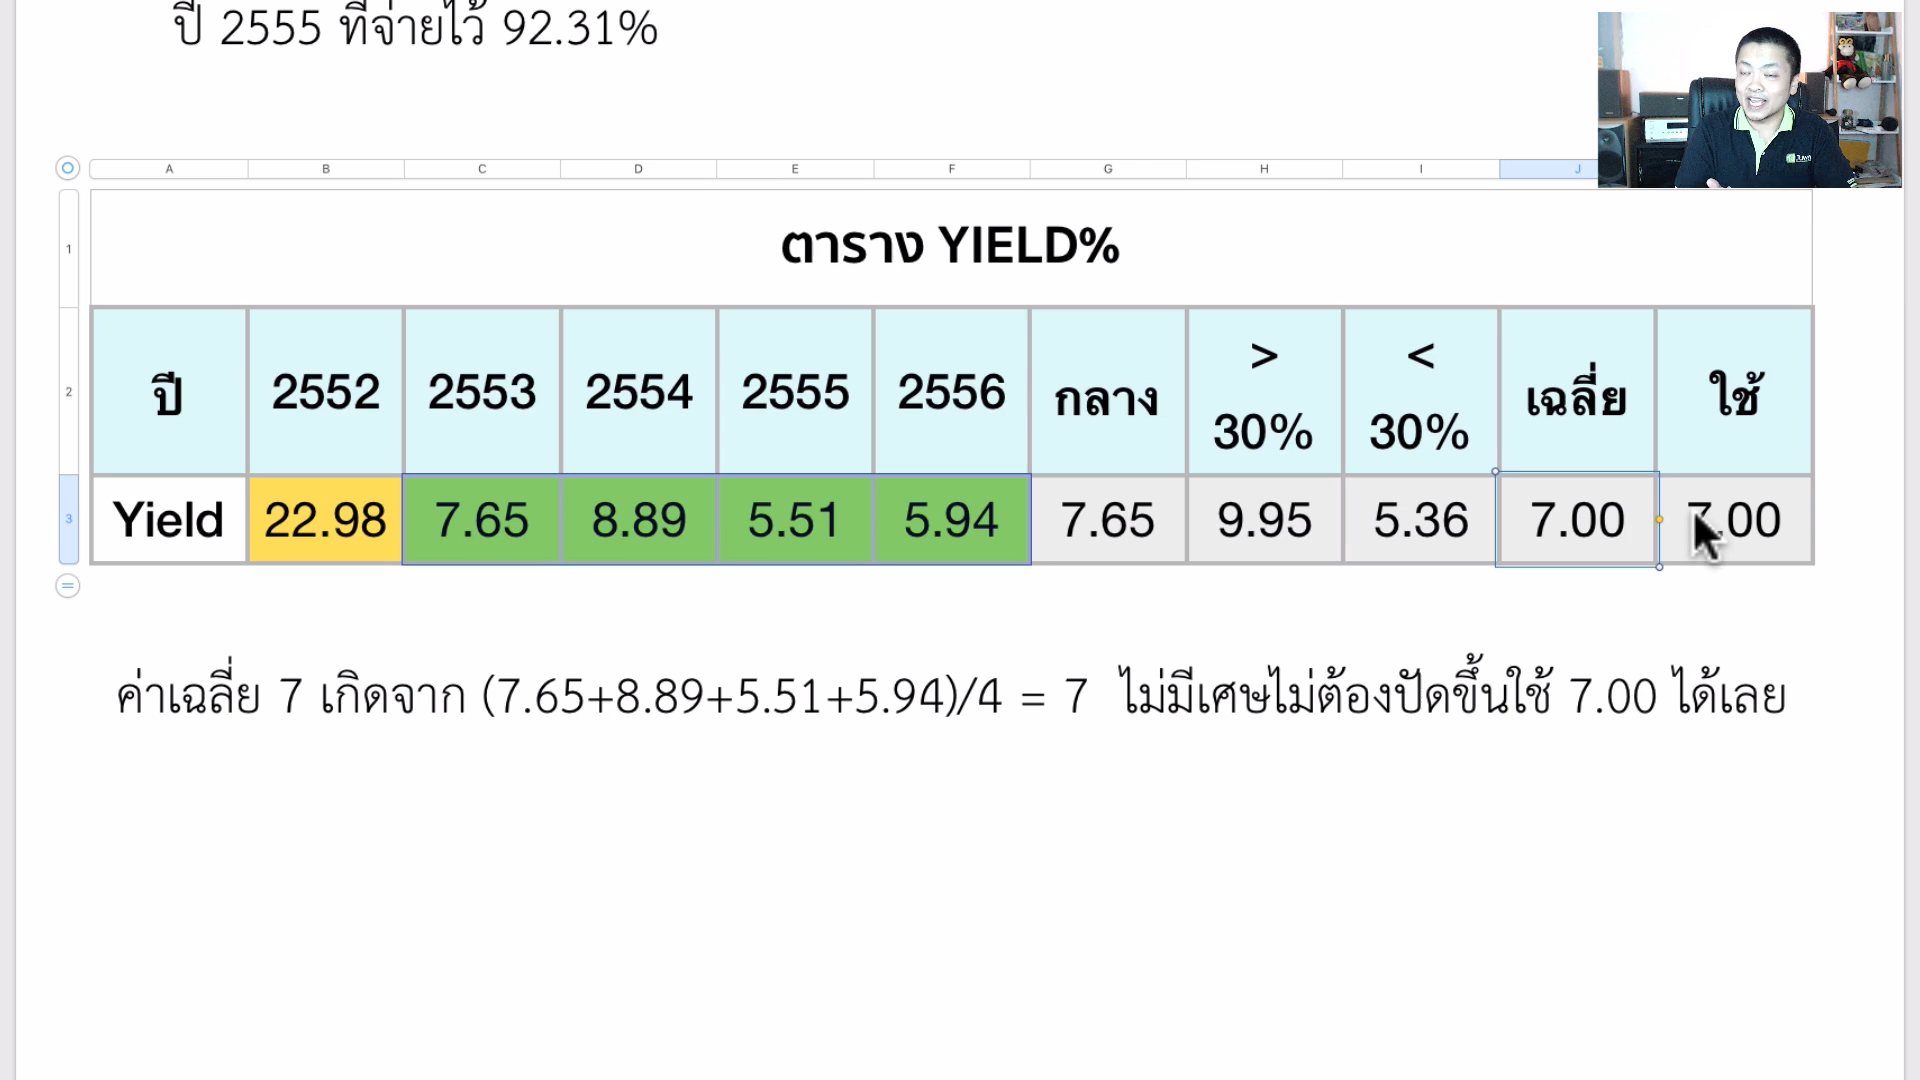 ปี 2555 ที่จ่ายไว้ 92.31%
A B C D E F G H I J
1 ตาราง YIELD%
2 ปี 2552 2553 2554 2555 2556 กลาง > 30% < 30% เฉลี่ย ใช้
3 Yield 22.98 7.65 8.89 5.51 5.94 7.65 9.95 5.36 7.00 7.00
ค่าเฉลี่ย 7 เกิดจาก (7.65+8.89+5.51+5.94)/4 = 7 ไม่มีเศษไม่ต้องปัดขึ้นใช้ 7.00 ได้เลย